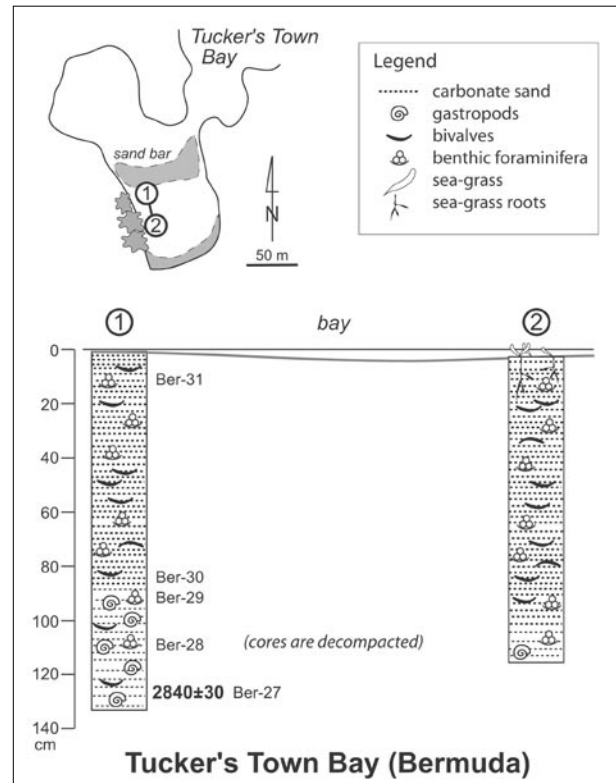 Tucker's Town
Bay
sand bar
1
2
N
50 m
Legend
carbonate sand
gastropods
bivalves
benthic foraminifera
sea-grass
sea-grass roots
1
bay
2
0
20
40
60
80
100
120
140
cm
Ber-31
Ber-30
Ber-29
Ber-28
(cores are decompacted)
2840±30 Ber-27
Tucker's Town Bay (Bermuda)